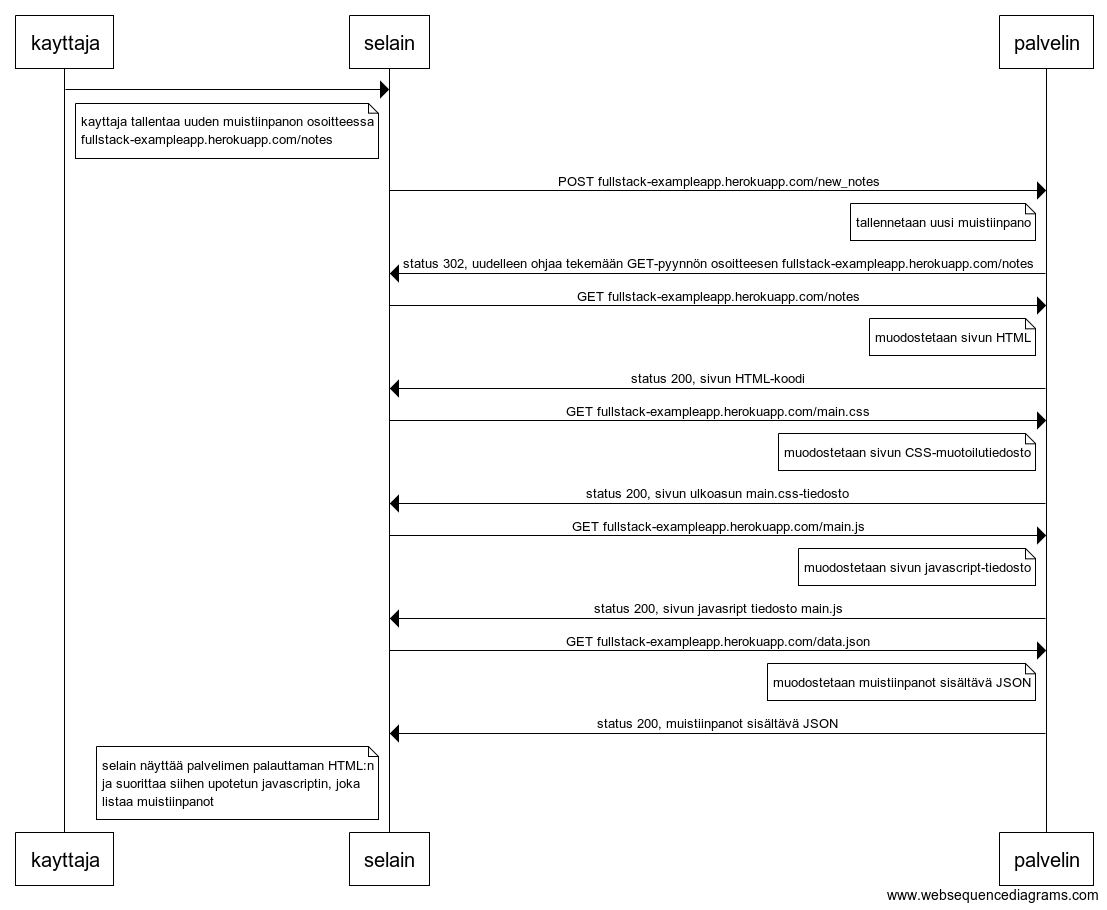 kayttaja
selain
palvelin
kayttaja tallentaa uuden muistiinpanon osoitteessa
fullstack-exampleapp.herokuapp.com/notes
POST fullstack-exampleapp.herokuapp.com/new_notes
tallennetaan uusi muistiinpano
status 302, uudelleen ohjaa tekemään GET-pyynnön osoitteesen fullstack-exampleapp.herokuapp.com/notes
GET fullstack-exampleapp.herokuapp.com/notes
muodostetaan sivun HTML
status 200, sivun HTML-koodi
GET fullstack-exampleapp.herokuapp.com/main.css
muodostetaan sivun CSS-muotoilutiedosto
status 200, sivun ulkoasun main.css-tiedosto
GET fullstack-exampleapp.herokuapp.com/main.js
muodostetaan sivun javascript-tiedosto
status 200, sivun javasript tiedosto main.js
GET fullstack-exampleapp.herokuapp.com/data.json
muodostetaan muistiinpanot sisältävä JSON
status 200, muistiinpanot sisältävä JSON
selain näyttää palvelimen palauttaman HTML:n
ja suorittaa siihen upotetun javascriptin, joka
listaa muistiinpanot
kayttaja
selain
palvelin
www.websequencediagrams.com